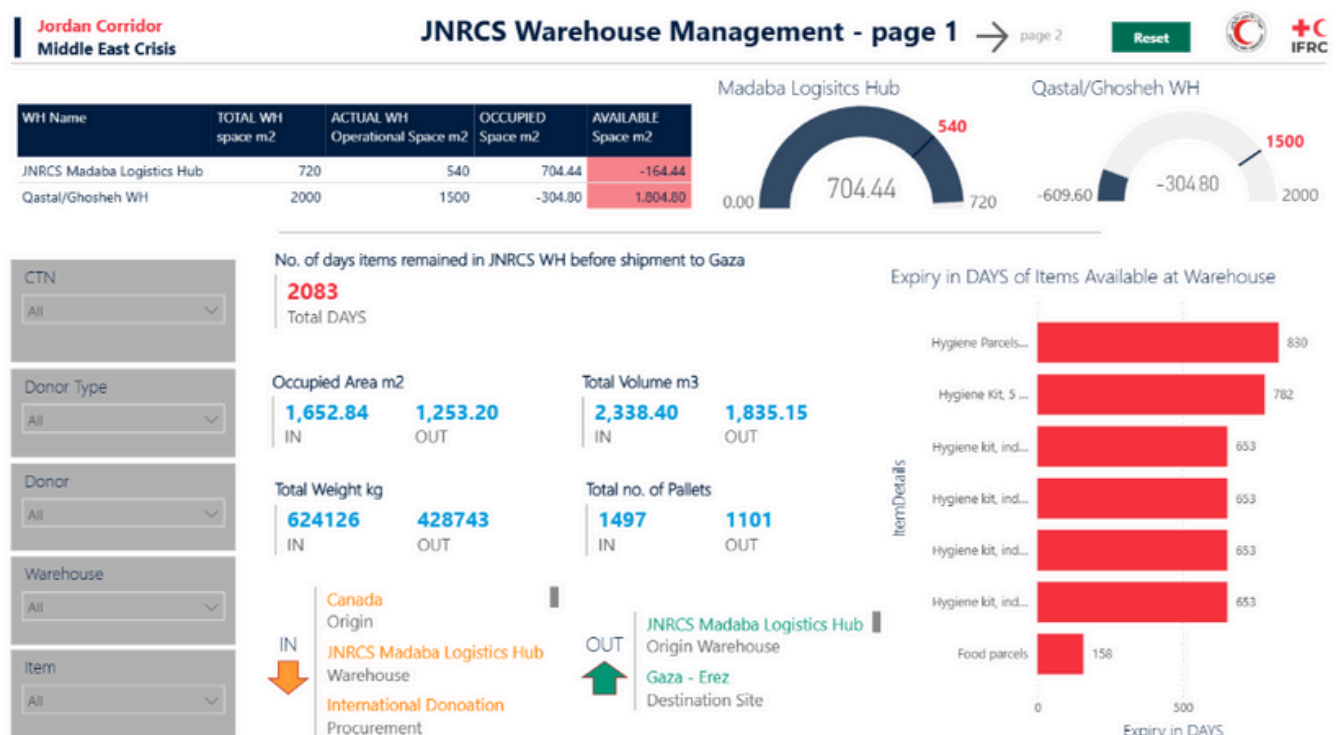 Jordan Corridor
Middle East Crisis
JNRCS Warehouse Management - page 1
page 2
Reset
IFRC
WH Name TOTAL WH space m2 ACTUAL WH Operational Space m2 OCCUPIED Space m2 AVAILABLE Space m2
JNRCS Madaba Logistics Hub 720 540 704.44 -164.44
Qastal/Ghosheh WH 2000 1500 -304.80 1.804.80
Madaba Logisitcs Hub
540
704.44
0.00
720
Qastal/Ghosheh WH
1500
-304.80
-609.60
2000
CTN
All
Donor Type
All
Donor
All
Warehouse
All
Item
All
No. of days items remained in JNRCS WH before shipment to Gaza
2083
Total DAYS
Occupied Area m2
1,652.84 1,253.20
IN OUT
Total Volume m3
2,338.40 1,835.15
IN OUT
Total Weight kg
624126 428743
IN OUT
Total no. of Pallets
1497 1101
IN OUT
IN
Canada
Origin
JNRCS Madaba Logistics Hub
Warehouse
International Donoation
Procurement
OUT
JNRCS Madaba Logistics Hub
Origin Warehouse
Gaza - Erez
Destination Site
Expiry in DAYS of Items Available at Warehouse
ItemDetails
Hygiene Parcels... 830
Hygiene Kit, 5 ... 782
Hygiene kit, ind... 653
Hygiene kit, ind... 653
Hygiene kit, ind... 653
Hygiene kit, ind... 653
Food parcels 158
0 500
Expiry in DAYS